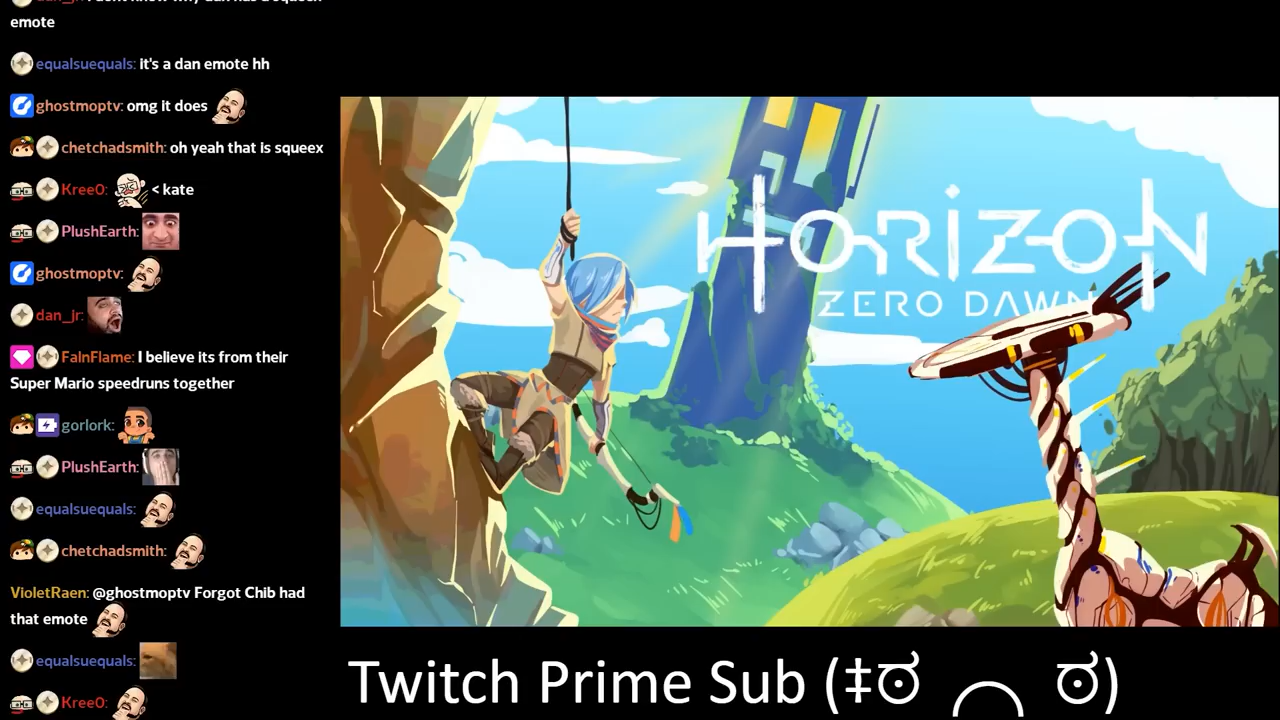 emote
equalsuequals: it's a dan emote hh
ghostmoptv: omg it does
chetchadsmith: oh yeah that is squeex
KreeO: < kate
PlushEarth:
ghostmoptv:
dan_jr:
FalnFlame: I believe its from their
Super Mario speedruns together
gorlork:
PlushEarth:
equalsuequals:
chetchadsmith:
VioletRaen: @ghostmoptv Forgot Chib had
that emote
equalsuequals:
KreeO:
HORIZON
ZERO DAWN
Twitch Prime Sub (‡ಠ ⁔ ಠ)